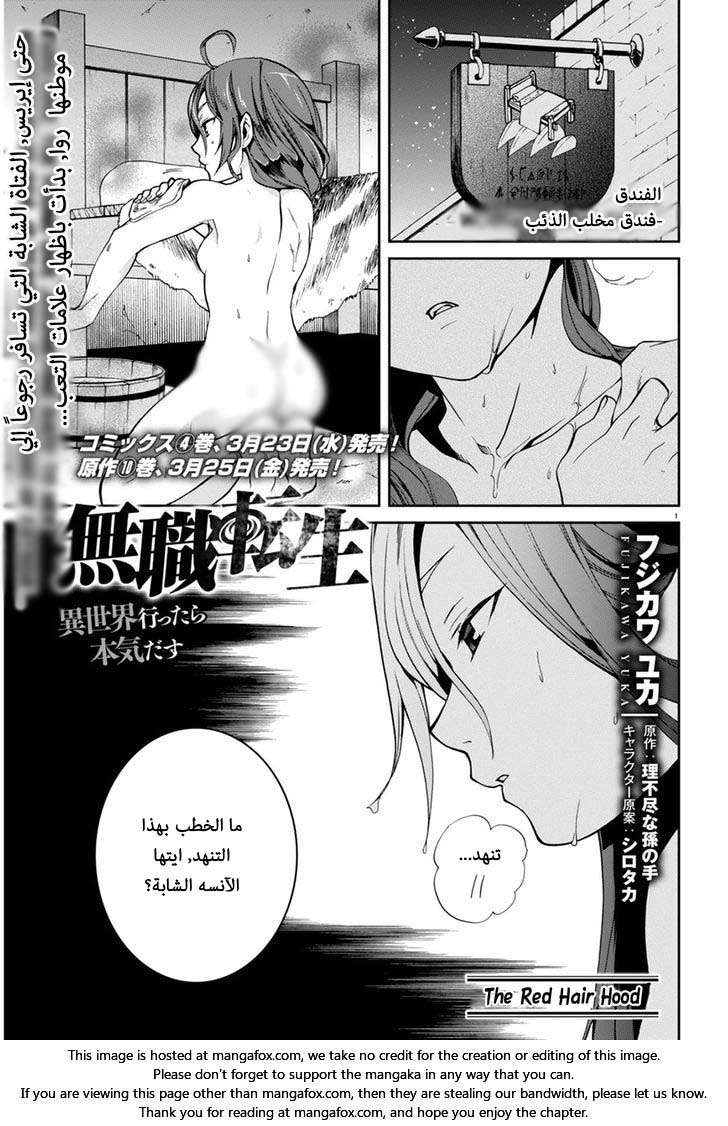 الفندق
-فندق مخلب الذئب
حتى إيريس, الفتاة الشابة التي تسافر رجوعاً إلي
موطنها روا, بدأت باظهار علامات التعب...
コミックス④巻、3月23日(水)発売!
原作⑩巻、3月25日(金)発売!
無職転生
異世界行ったら
本気だす
1
フジカワ ユカ
FUJIKAWA YUKA
原作:理不尽な孫の手
キャラクター原案:シロタカ
تنهد...
ما الخطب بهذا
التنهد, ايتها
الآنسه الشابة؟
The Red Hair Hood
This image is hosted at mangafox.com, we take no credit for the creation or editing of this image.
Please don't forget to support the mangaka in any way that you can.
If you are viewing this page other than mangafox.com, then they are stealing our bandwidth, please let us know.
Thank you for reading at mangafox.com, and hope you enjoy the chapter.